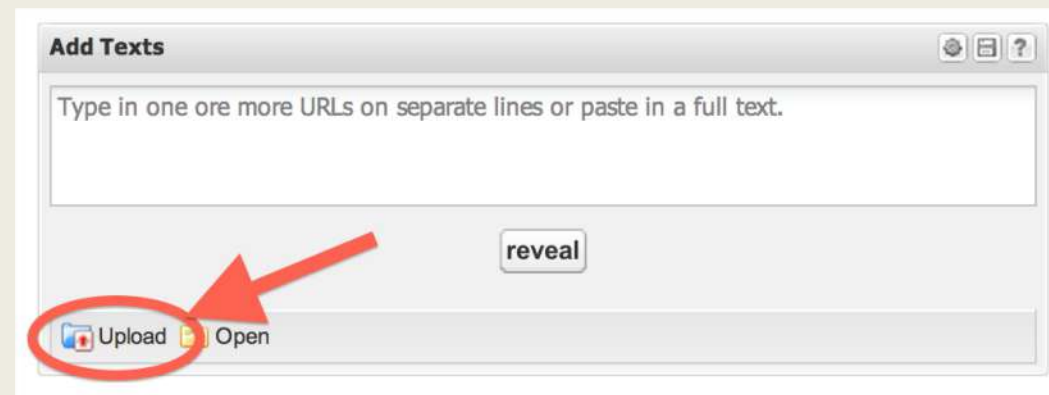 Add Texts
?
Type in one ore more URLs on separate lines or paste in a full text.
reveal
Upload Open